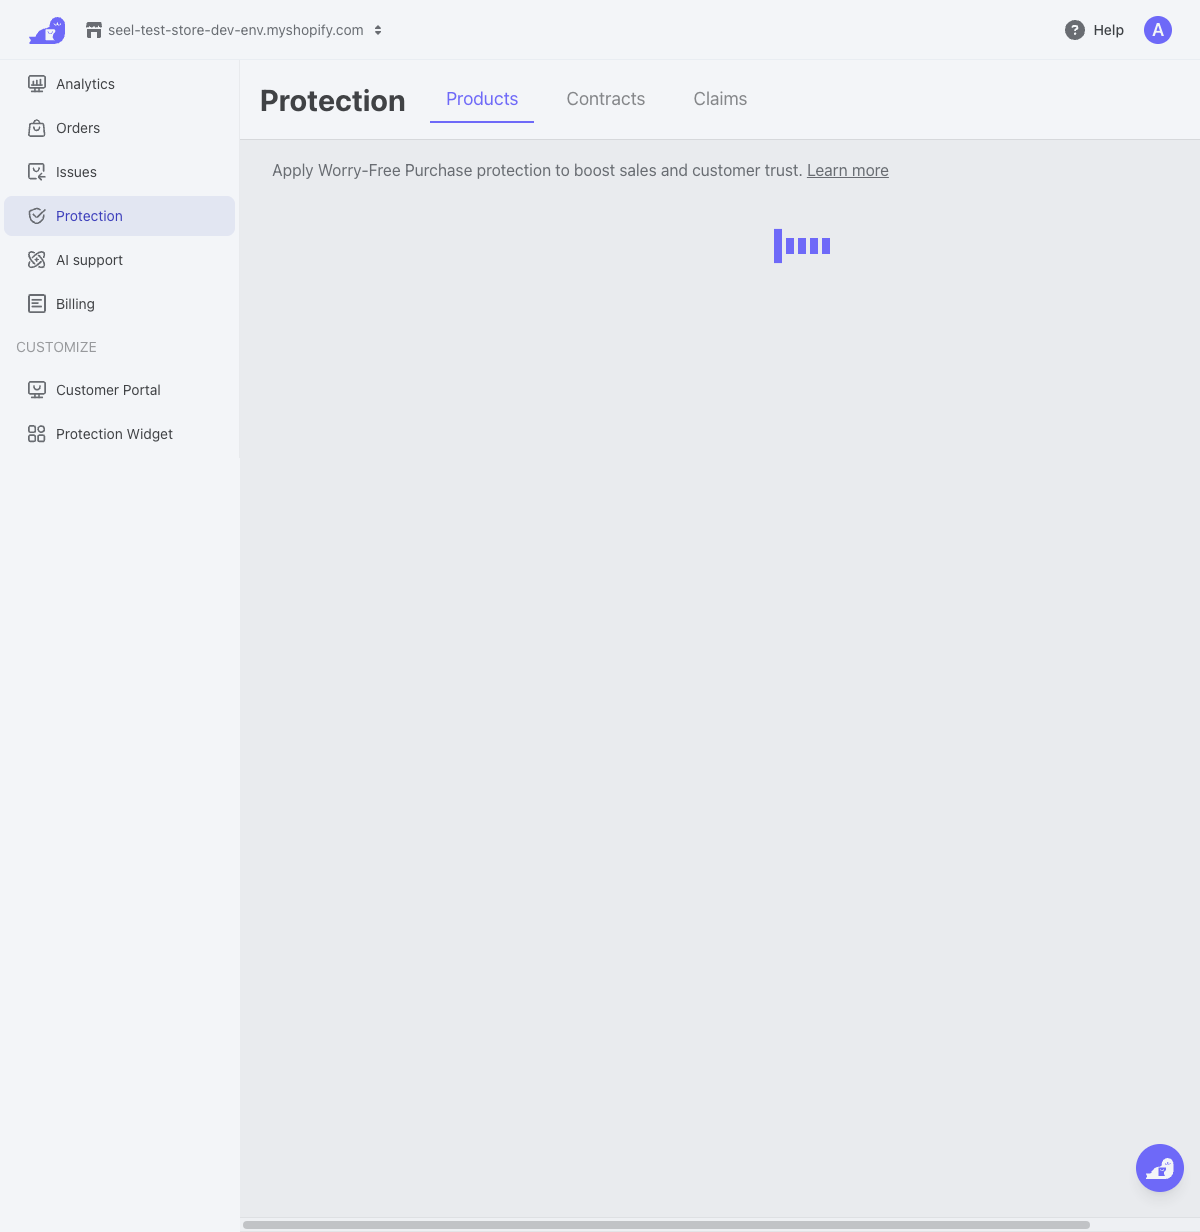 seel-test-store-dev-env.myshopify.com
? Help
A
Analytics
Orders
Issues
Protection
AI support
Billing
CUSTOMIZE
Customer Portal
Protection Widget
Protection
Products
Contracts
Claims
Apply Worry-Free Purchase protection to boost sales and customer trust. Learn more